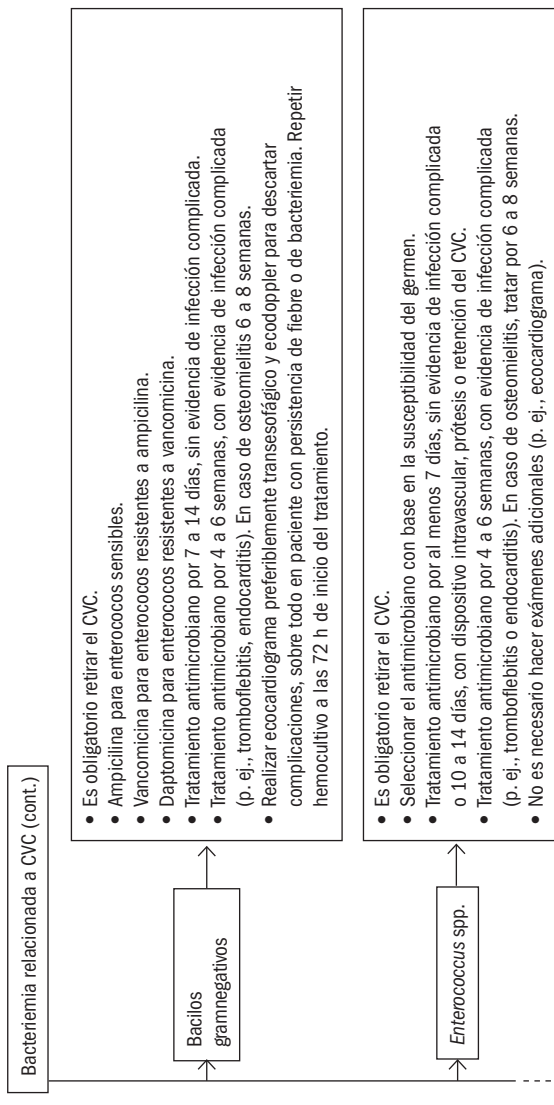 Bacteriemia relacionada a CVC (cont.)
Bacilos
gramnegativos
• Es obligatorio retirar el CVC.
• Ampicilina para enterococos sensibles.
• Vancomicina para enterococos resistentes a ampicilina.
• Daptomicina para enterococos resistentes a vancomicina.
• Tratamiento antimicrobiano por 7 a 14 días, sin evidencia de infección complicada.
• Tratamiento antimicrobiano por 4 a 6 semanas, con evidencia de infección complicada
(p. ej., tromboflebitis, endocarditis). En caso de osteomielitis 6 a 8 semanas.
• Realizar ecocardiograma preferiblemente transesofágico y ecodoppler para descartar
complicaciones, sobre todo en paciente con persistencia de fiebre o de bacteriemia. Repetir
hemocultivo a las 72 h de inicio del tratamiento.
Enterococcus spp.
• Es obligatorio retirar el CVC.
• Seleccionar el antimicrobiano con base en la susceptibilidad del germen.
• Tratamiento antimicrobiano por al menos 7 días, sin evidencia de infección complicada
o 10 a 14 días, con dispositivo intravascular, prótesis o retención del CVC.
• Tratamiento antimicrobiano por 4 a 6 semanas, con evidencia de infección complicada
(p. ej., tromboflebitis o endocarditis). En caso de osteomielitis, tratar por 6 a 8 semanas.
• No es necesario hacer exámenes adicionales (p. ej., ecocardiograma).